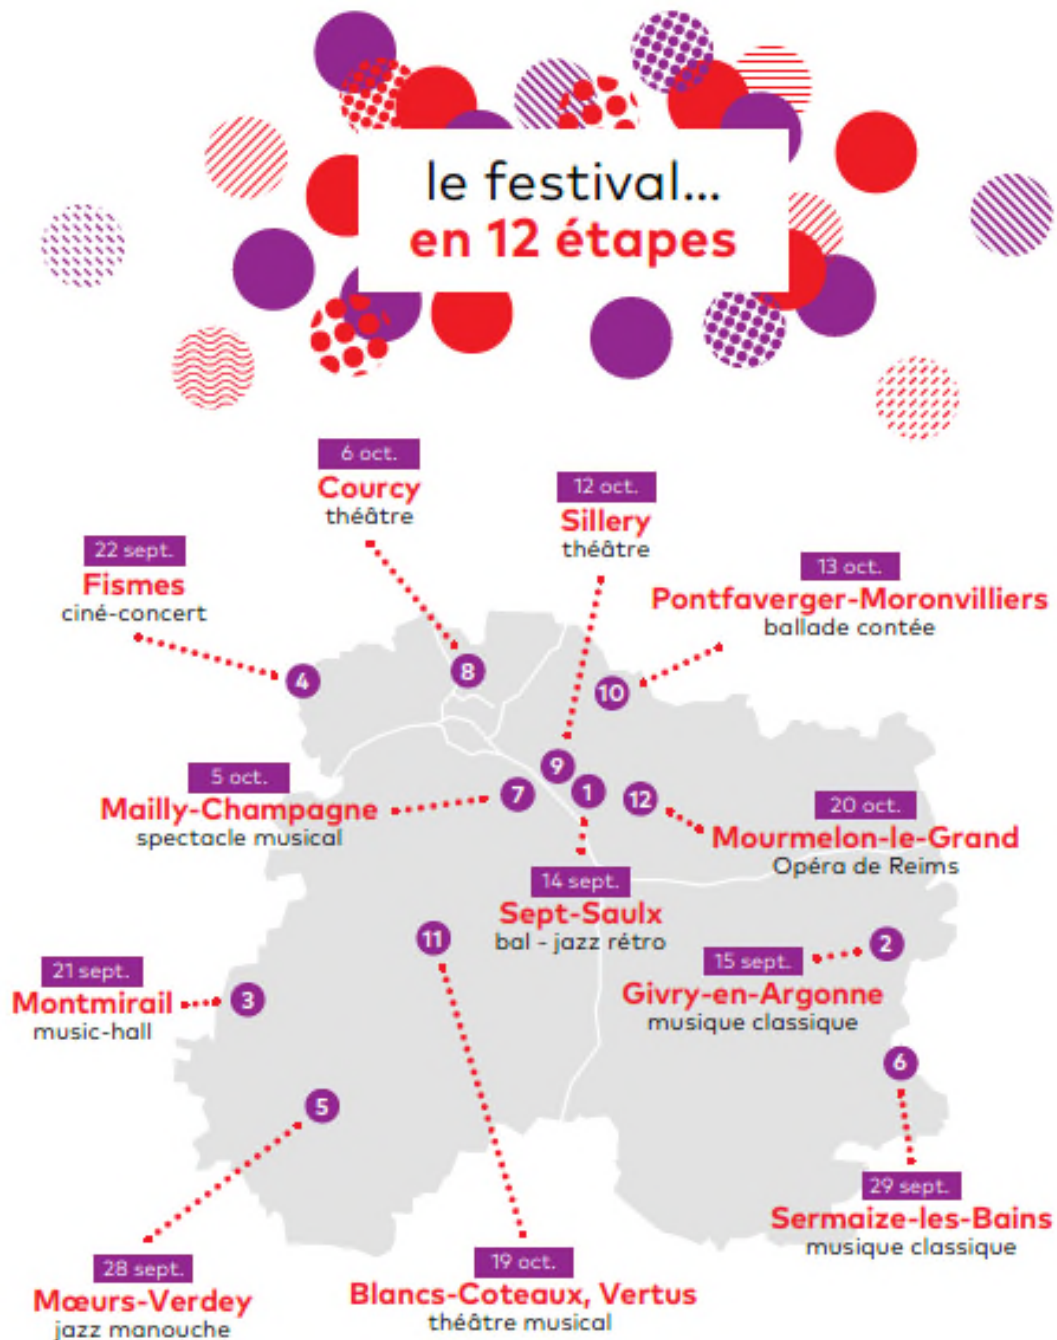 le festival...
en 12 étapes
6 oct.
Courcy
théâtre
12 oct.
Sillery
théâtre
22 sept.
Fismes
ciné-concert
13 oct.
Pontfaverger-Moronvilliers
ballade contée
4
8
10
9
7
1
12
5 oct.
Mailly-Champagne
spectacle musical
20 oct.
Mourmelon-le-Grand
Opéra de Reims
14 sept.
Sept-Saulx
bal - jazz rétro
11
2
15 sept.
Givry-en-Argonne
musique classique
21 sept.
Montmirail
music-hall
3
6
5
29 sept.
Sermaize-les-Bains
musique classique
28 sept.
Mœurs-Verdey
jazz manouche
19 oct.
Blancs-Coteaux, Vertus
théâtre musical